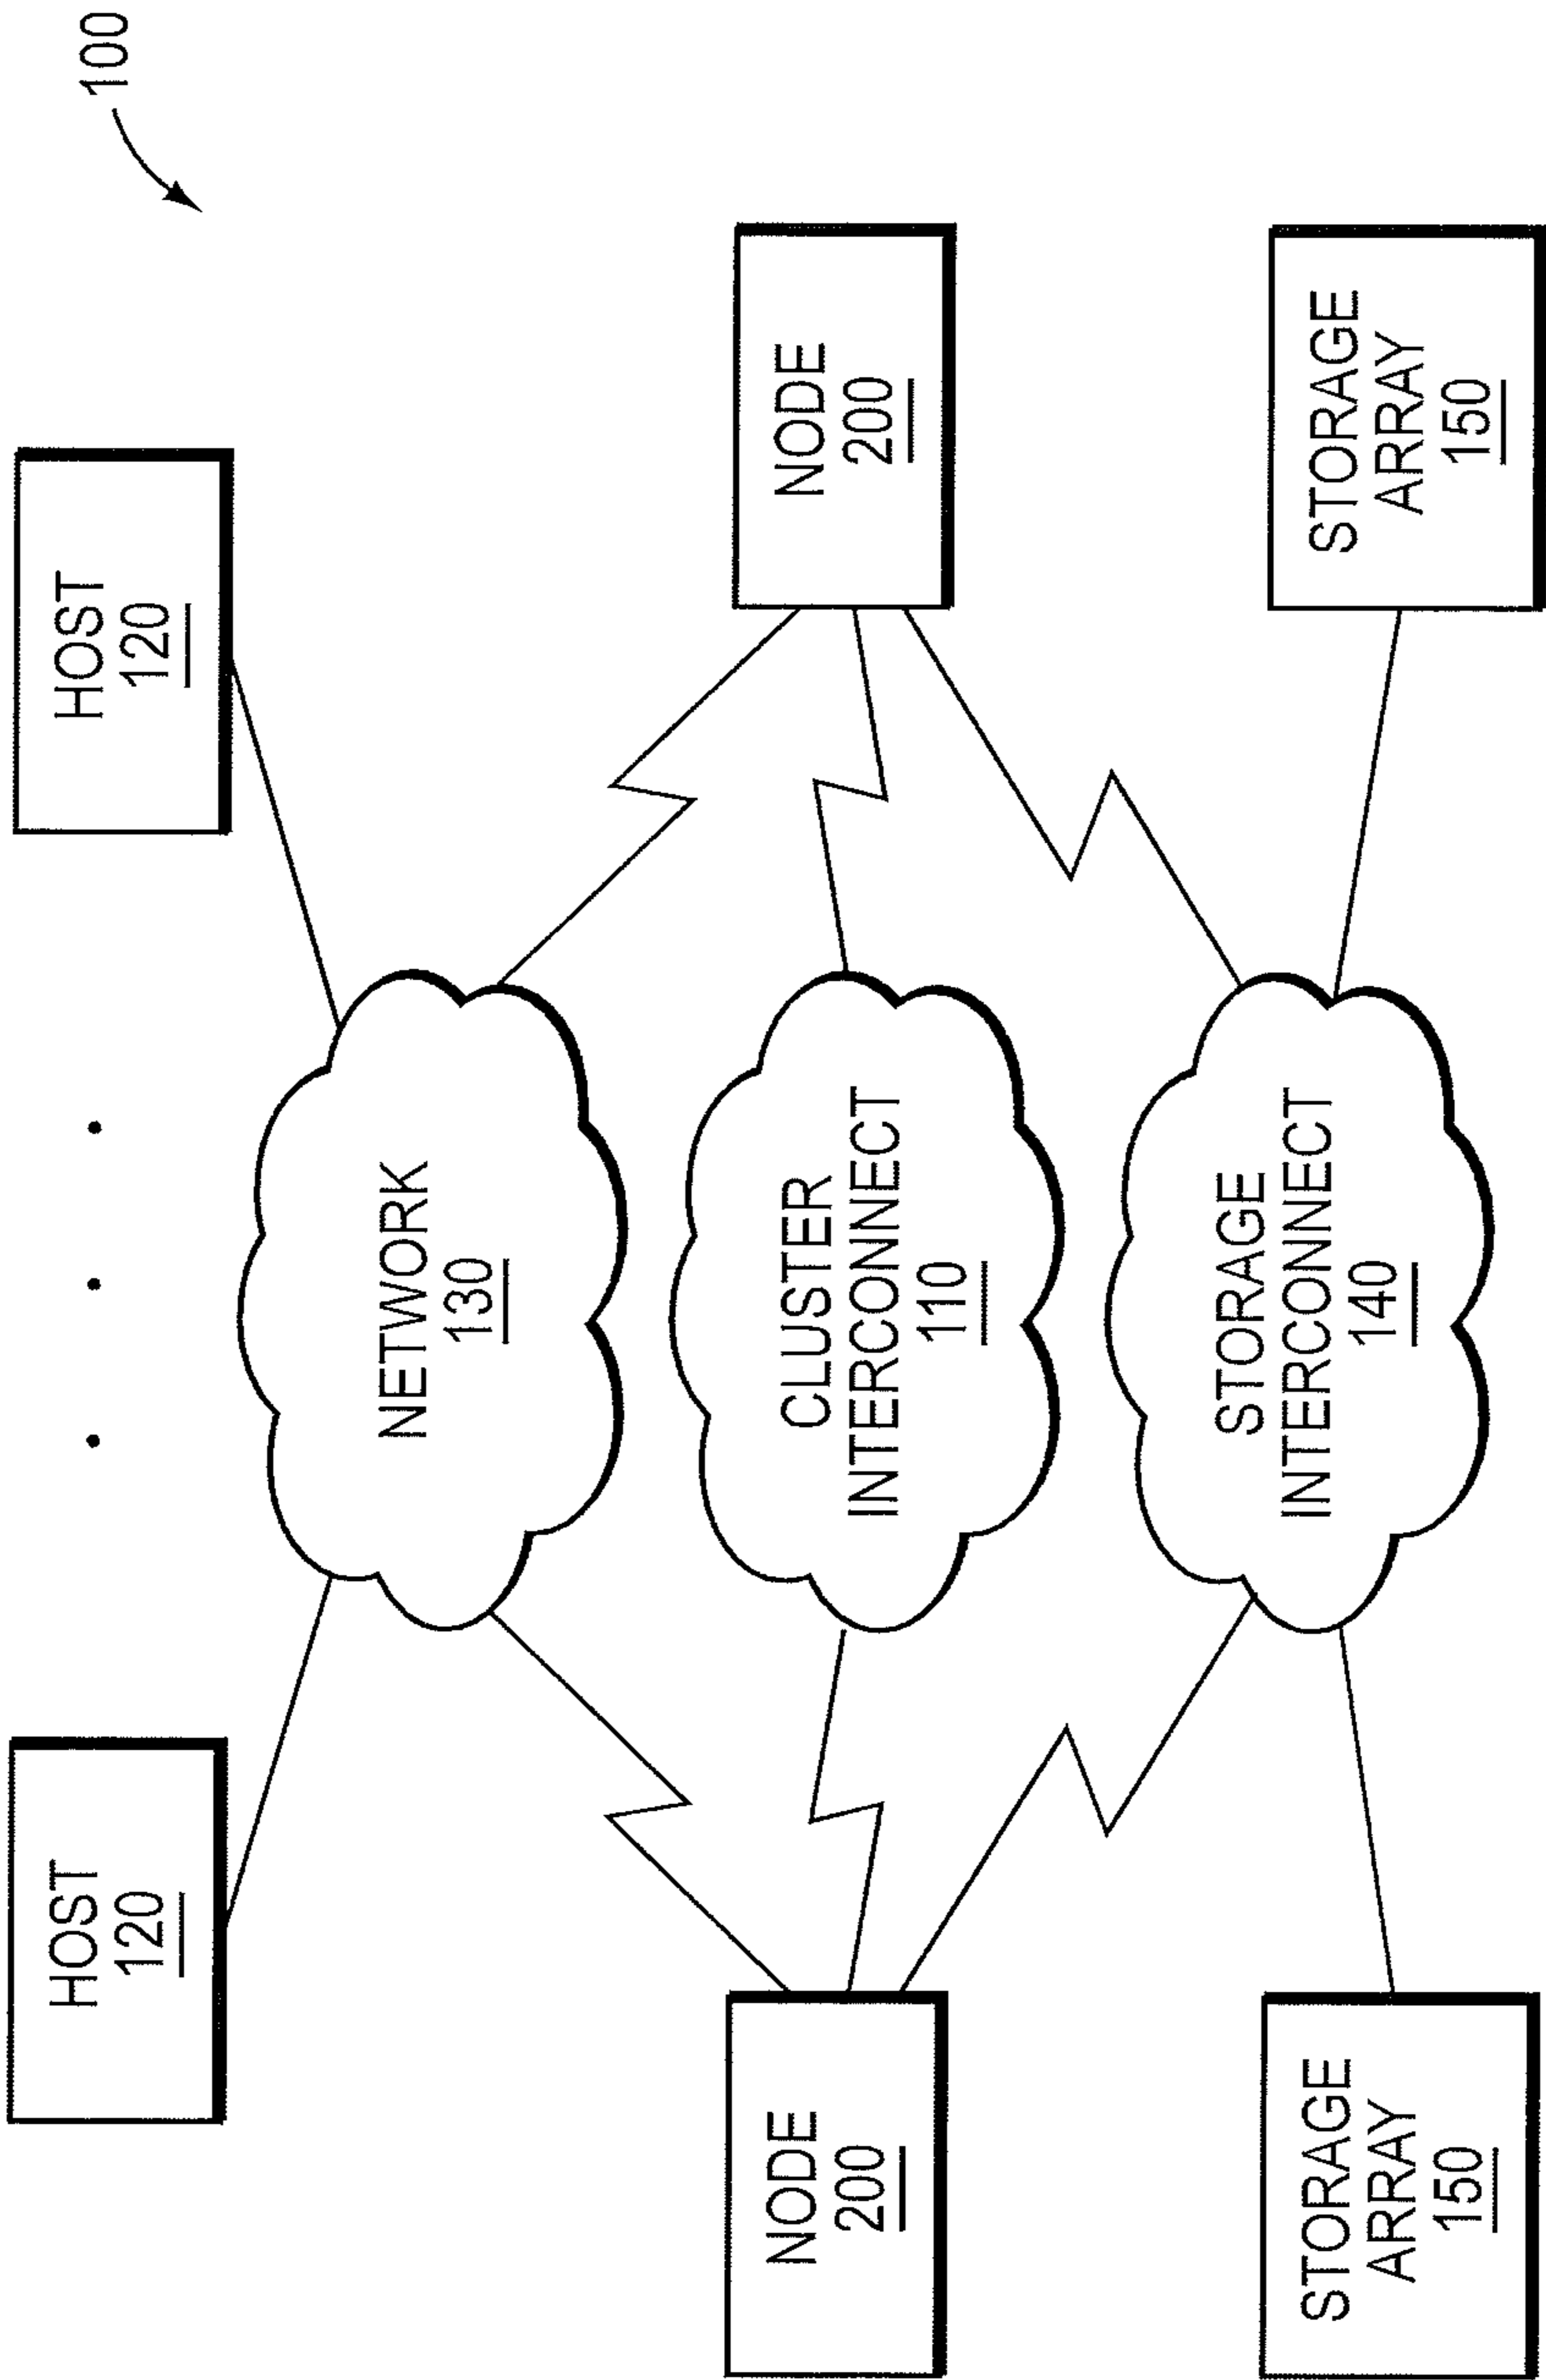 100
HOST
120
HOST
120
NETWORK
130
NODE
200
CLUSTER
INTERCONNECT
110
NODE
200
STORAGE
INTERCONNECT
140
STORAGE
ARRAY
150
STORAGE
ARRAY
150